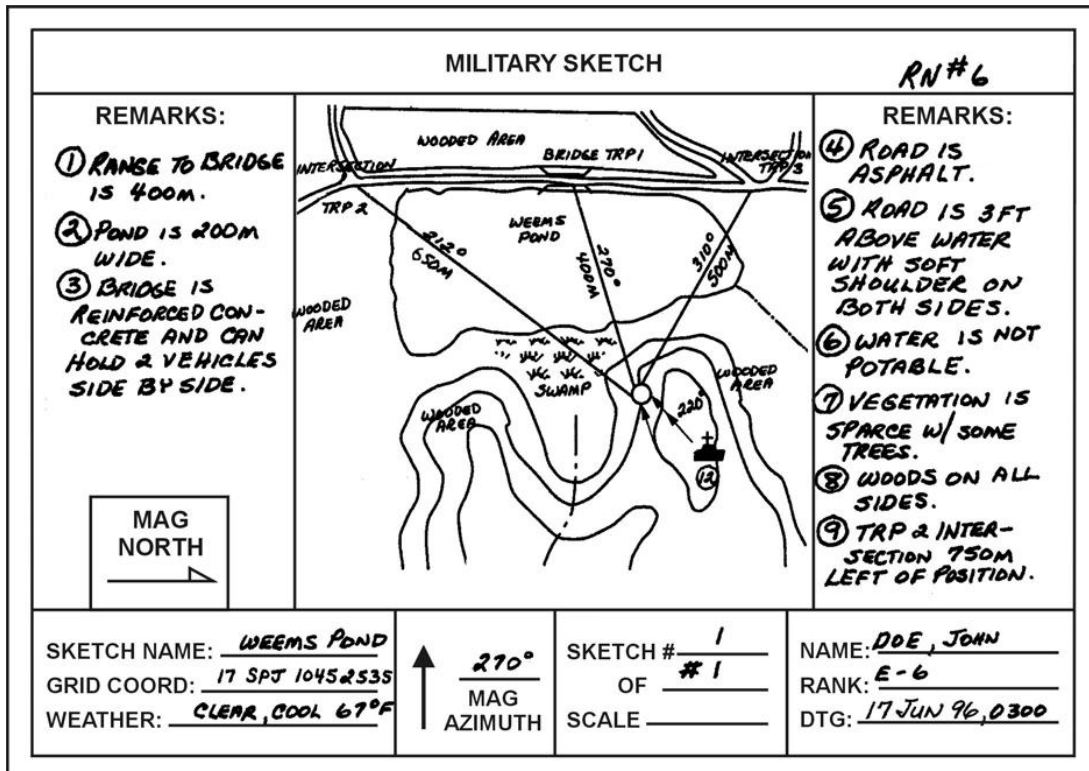 MILITARY SKETCH
RN#6
REMARKS:
① RANGE TO BRIDGE
IS 400M.
② POND IS 200M
WIDE.
③ BRIDGE IS
REINFORCED CON-
CRETE AND CAN
HOLD 2 VEHICLES
SIDE BY SIDE.
MAG
NORTH
WOODED AREA
INTERSECTION
TRP 2
BRIDGE TRP 1
INTERSECTION
TRP 3
WEEMS
POND
212°
650M
270°
400M
310°
500M
WOODED
AREA
SWAMP
WOODED
AREA
WOODED
AREA
220°
12
REMARKS:
④ ROAD IS
ASPHALT.
⑤ ROAD IS 3FT
ABOVE WATER
WITH SOFT
SHOULDER ON
BOTH SIDES.
⑥ WATER IS NOT
POTABLE.
⑦ VEGETATION IS
SPARCE W/ SOME
TREES.
⑧ WOODS ON ALL
SIDES.
⑨ TRP 2 INTER-
SECTION 750M
LEFT OF POSITION.
SKETCH NAME: WEEMS POND
GRID COORD: 17 SPJ 10452535
WEATHER: CLEAR, COOL 67°F
270°
MAG
AZIMUTH
SKETCH # 1
OF #1
SCALE
NAME: DOE, JOHN
RANK: E-6
DTG: 17 JUN 96, 0300